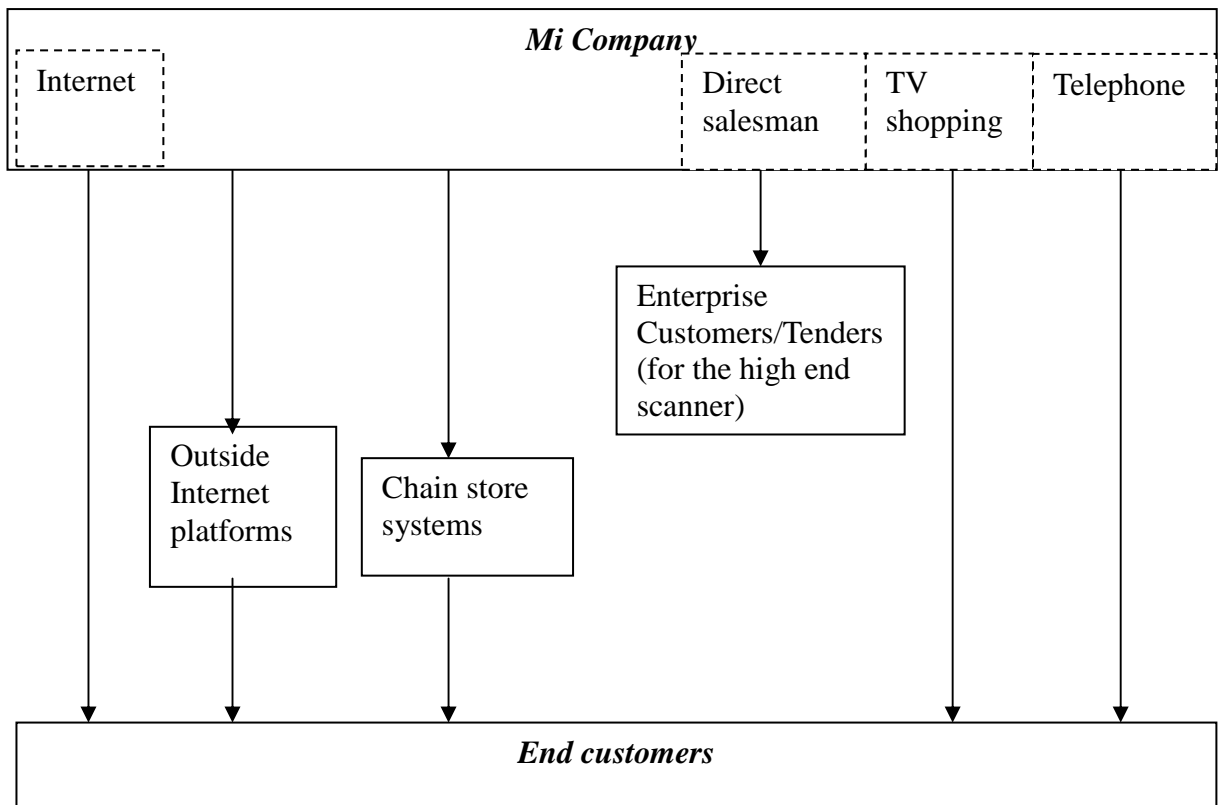 Mi Company
Internet
Direct
salesman
TV
shopping
Telephone
Enterprise
Customers/Tenders
(for the high end
scanner)
Outside
Internet
platforms
Chain store
systems
End customers